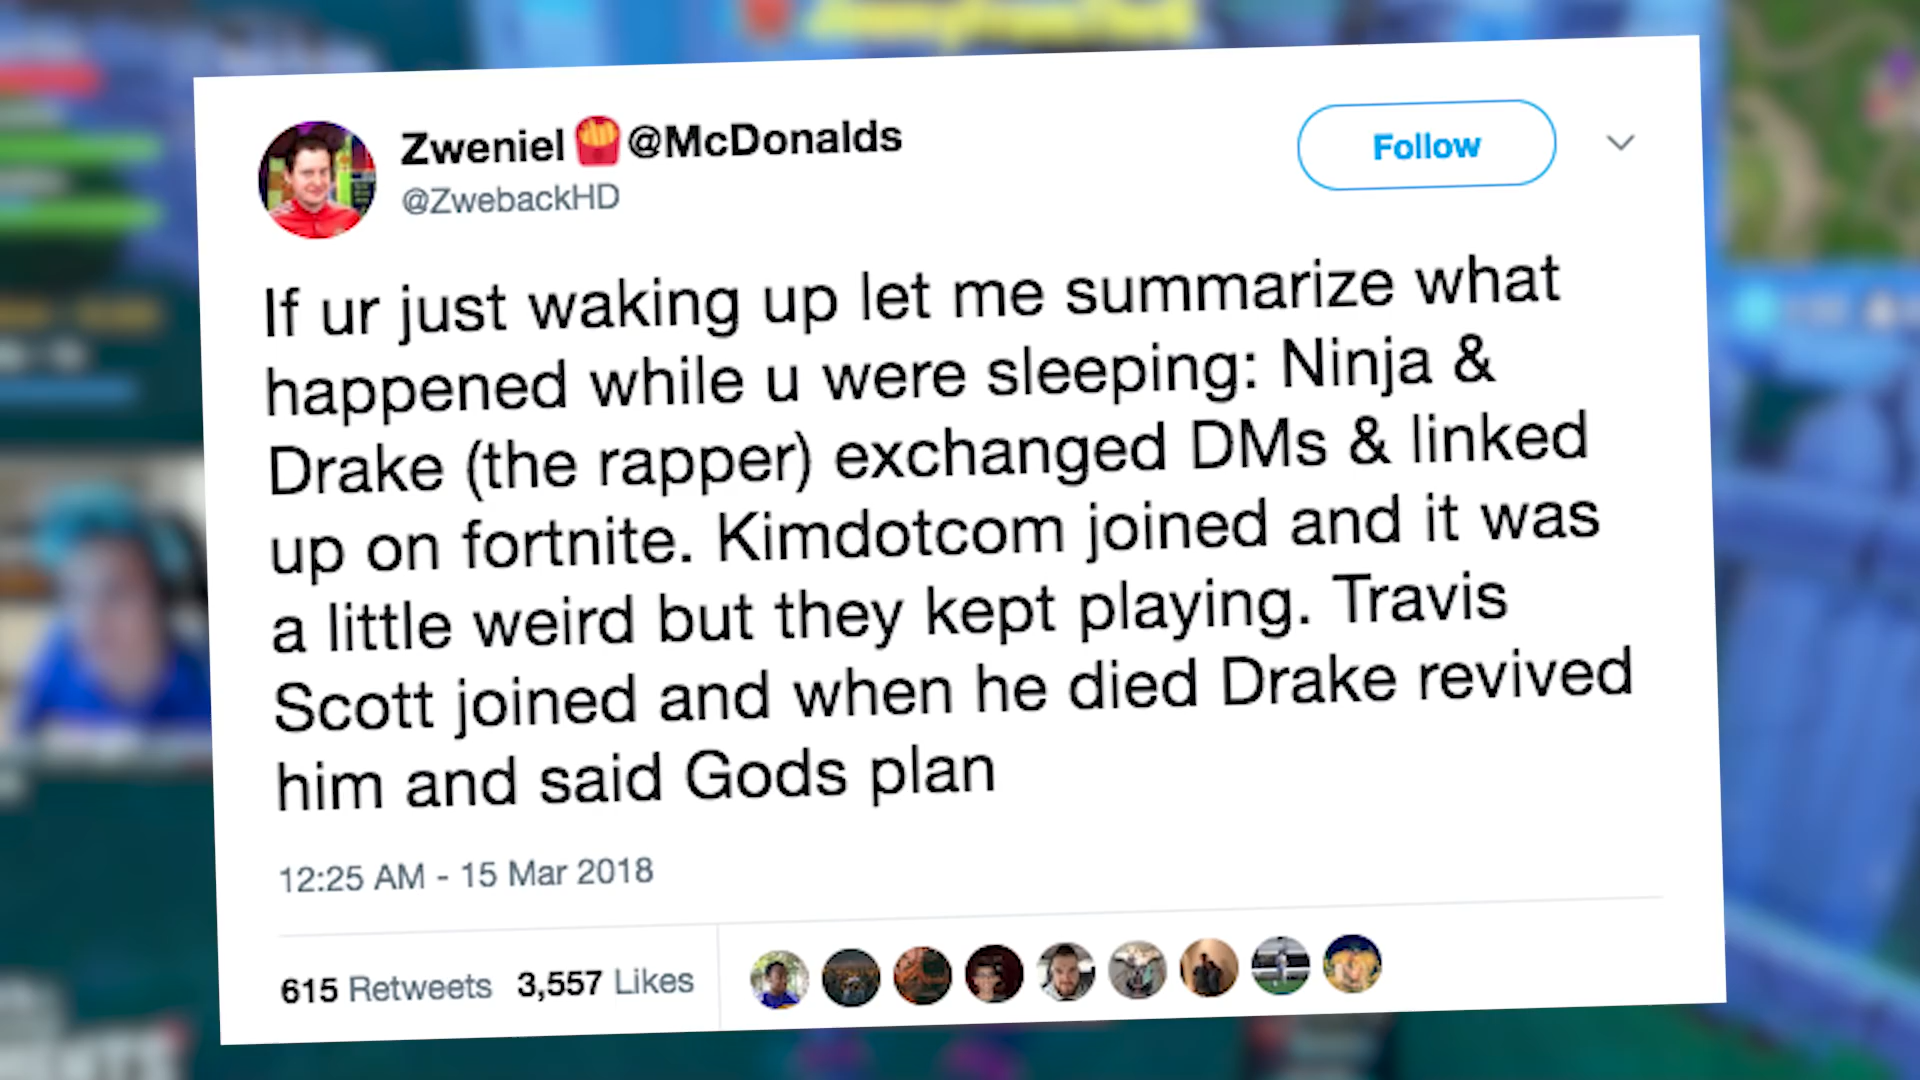 Zweniel🍟@McDonalds
@ZwebackHD
Follow
If ur just waking up let me summarize what
happened while u were sleeping: Ninja &
Drake (the rapper) exchanged DMs & linked
up on fortnite. Kimdotcom joined and it was
a little weird but they kept playing. Travis
Scott joined and when he died Drake revived
him and said Gods plan
12:25 AM - 15 Mar 2018
615 Retweets 3,557 Likes